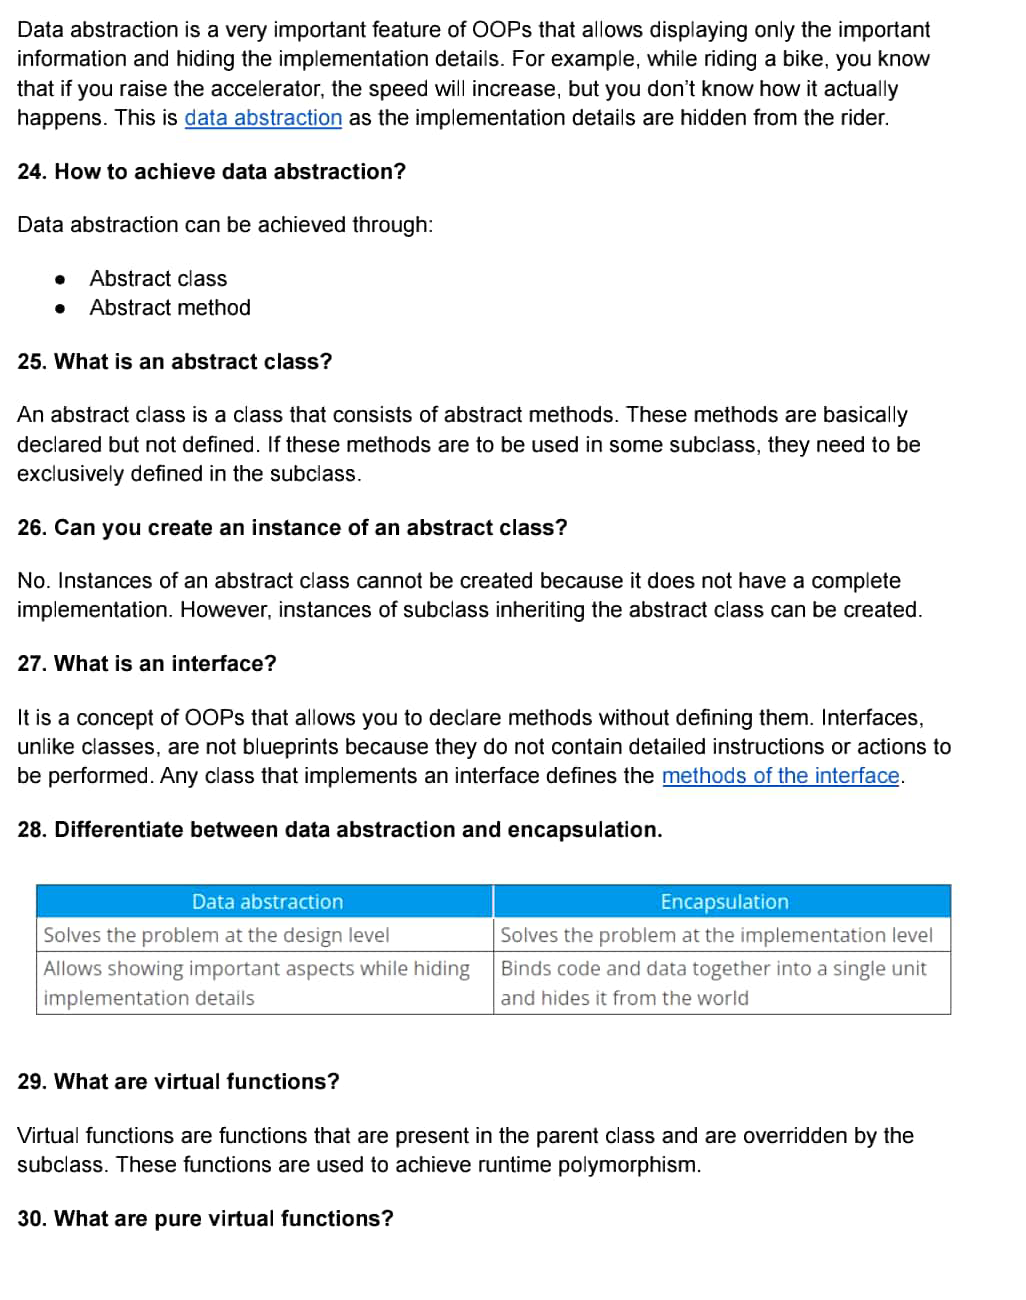 Data abstraction is a very important feature of OOPs that allows displaying only the important
information and hiding the implementation details. For example, while riding a bike, you know
that if you raise the accelerator, the speed will increase, but you don’t know how it actually
happens. This is data abstraction as the implementation details are hidden from the rider.
24. How to achieve data abstraction?
Data abstraction can be achieved through:
● Abstract class
● Abstract method
25. What is an abstract class?
An abstract class is a class that consists of abstract methods. These methods are basically
declared but not defined. If these methods are to be used in some subclass, they need to be
exclusively defined in the subclass.
26. Can you create an instance of an abstract class?
No. Instances of an abstract class cannot be created because it does not have a complete
implementation. However, instances of subclass inheriting the abstract class can be created.
27. What is an interface?
It is a concept of OOPs that allows you to declare methods without defining them. Interfaces,
unlike classes, are not blueprints because they do not contain detailed instructions or actions to
be performed. Any class that implements an interface defines the methods of the interface.
28. Differentiate between data abstraction and encapsulation.
Data abstraction Encapsulation
Solves the problem at the design level Solves the problem at the implementation level
Allows showing important aspects while hiding Binds code and data together into a single unit
implementation details and hides it from the world
29. What are virtual functions?
Virtual functions are functions that are present in the parent class and are overridden by the
subclass. These functions are used to achieve runtime polymorphism.
30. What are pure virtual functions?